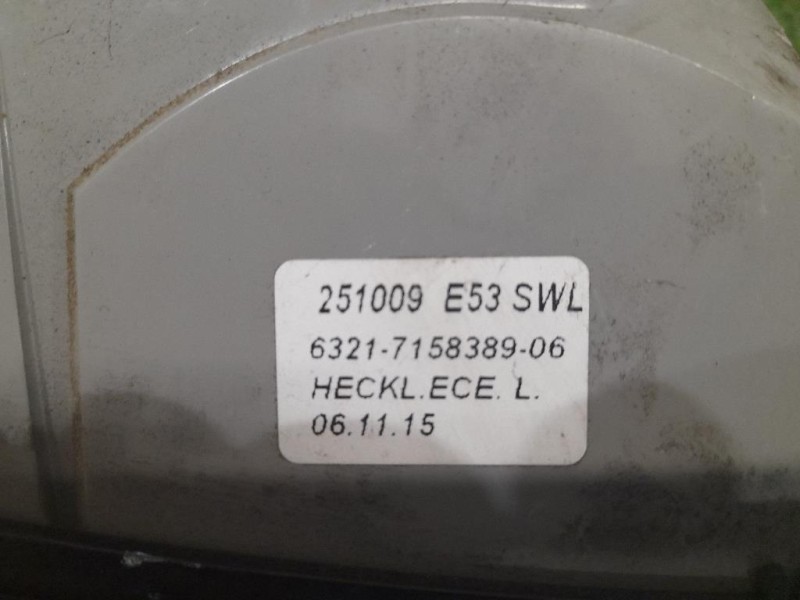 251009 E53 SWL
6321-7158389-06
HECKL.ECE. L.
06.11.15